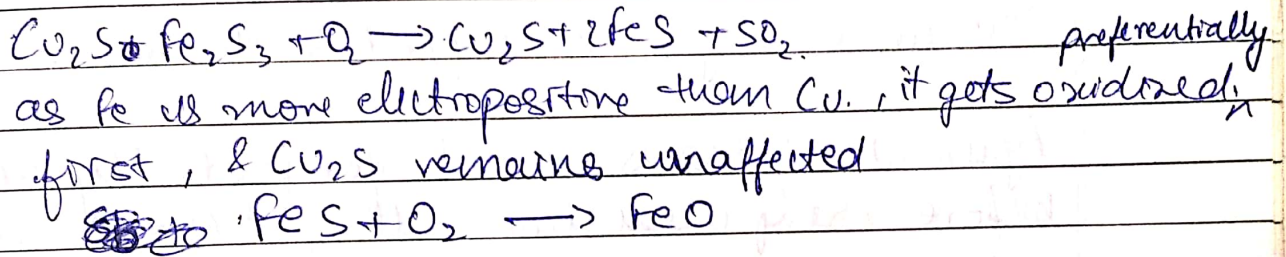 Cu₂S Fe₂S₃ + O₂ → Cu₂S + 2FeS + SO₂.
as Fe is more electropositive than Cu., it gets oxidized, preferentially
first, & Cu₂S remains unaffected
FeS + O₂ → FeO